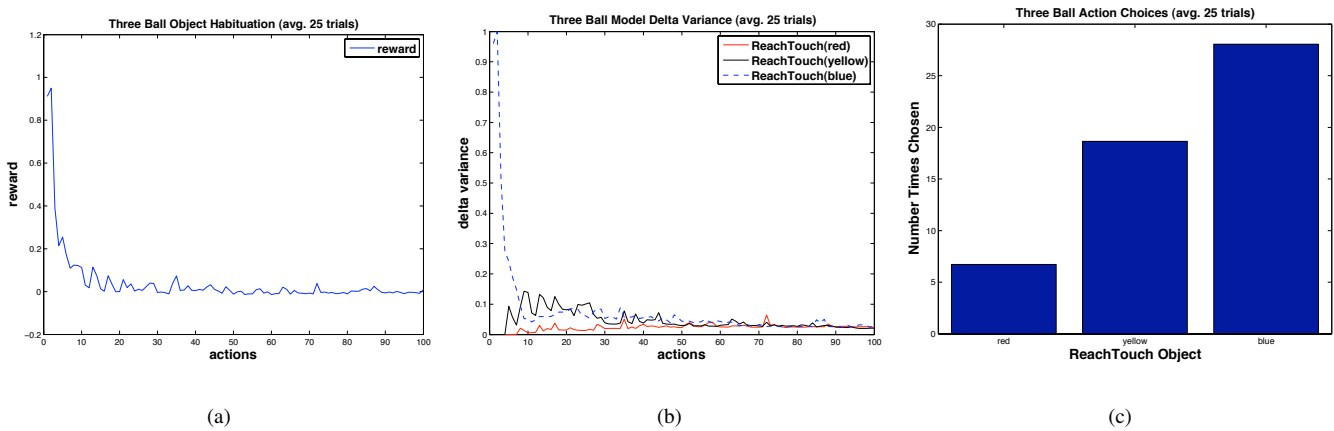 Three Ball Object Habituation (avg. 25 trials)
1.2
1
0.8
0.6
0.4
0.2
0
−0.2
reward
reward
0 10 20 30 40 50 60 70 80 90 100
actions
(a)
Three Ball Model Delta Variance (avg. 25 trials)
1
0.9
0.8
0.7
0.6
0.5
0.4
0.3
0.2
0.1
0
delta variance
ReachTouch(red)
ReachTouch(yellow)
ReachTouch(blue)
0 10 20 30 40 50 60 70 80 90 100
actions
(b)
Three Ball Action Choices (avg. 25 trials)
30
25
20
15
10
5
0
Number Times Chosen
red yellow blue
ReachTouch Object
(c)